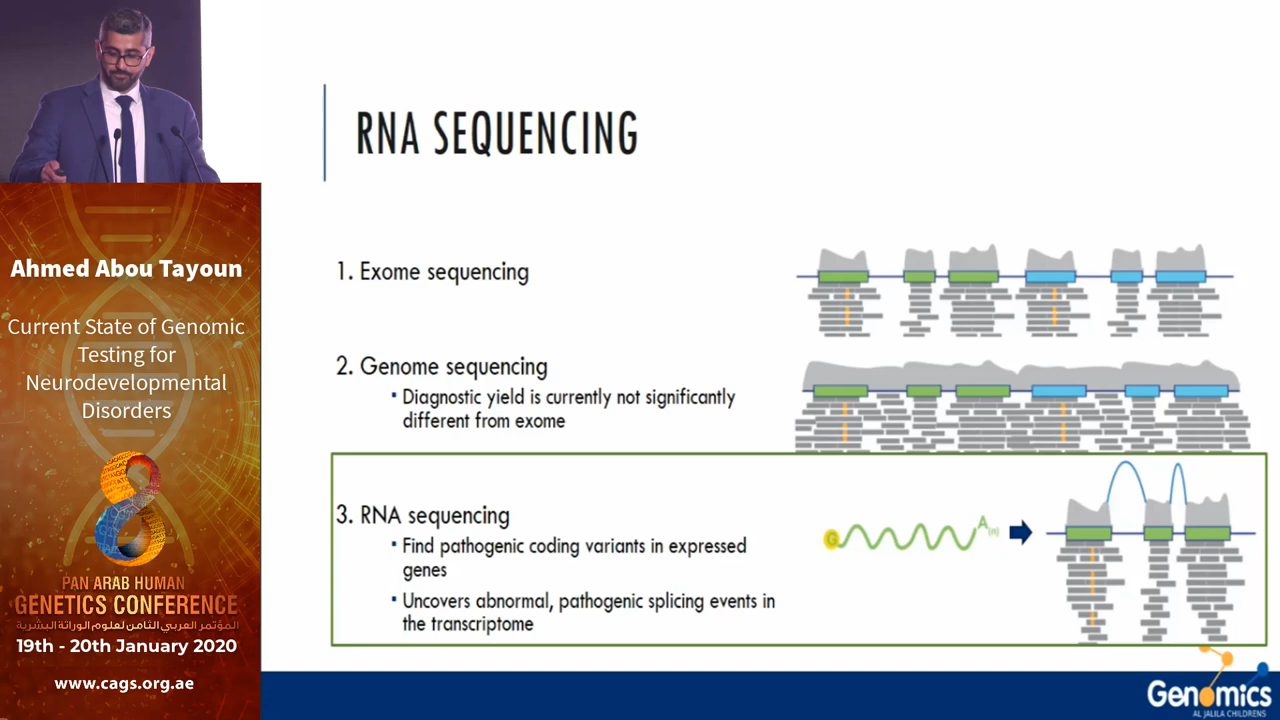 Ahmed Abou Tayoun
Current State of Genomic
Testing for
Neurodevelopmental
Disorders
PAN ARAB HUMAN
GENETICS CONFERENCE
المؤتمر العربي الثامن لعلوم الوراثة البشرية
19th - 20th January 2020
www.cags.org.ae
RNA SEQUENCING
1. Exome sequencing
2. Genome sequencing
▪ Diagnostic yield is currently not significantly
different from exome
3. RNA sequencing
▪ Find pathogenic coding variants in expressed
genes
▪ Uncovers abnormal, pathogenic splicing events in
the transcriptome
G
A(n)
Genomics
AL JALILA CHILDRENS